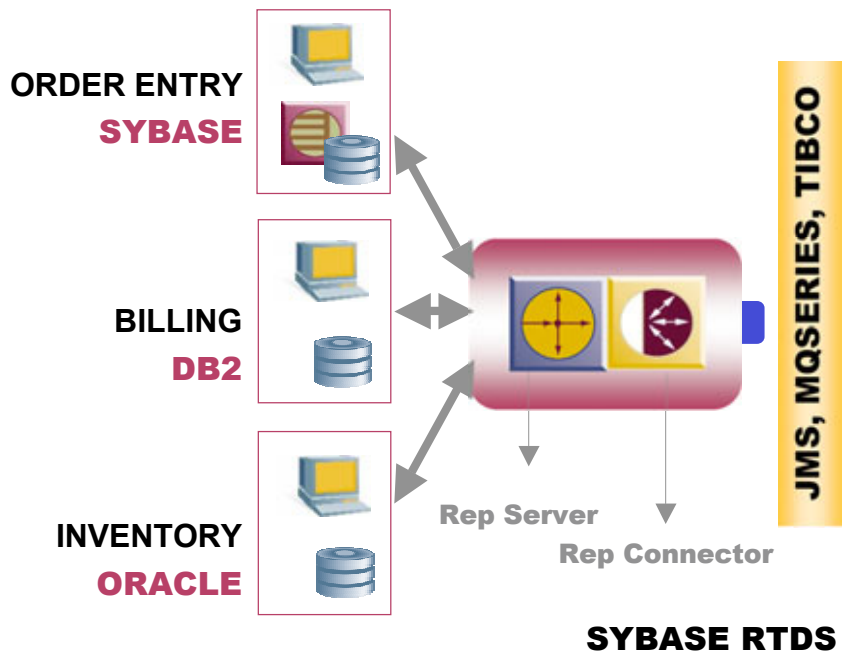 ORDER ENTRY
SYBASE
BILLING
DB2
INVENTORY
ORACLE
Rep Server
Rep Connector
JMS, MQSERIES, TIBCO
SYBASE RTDS